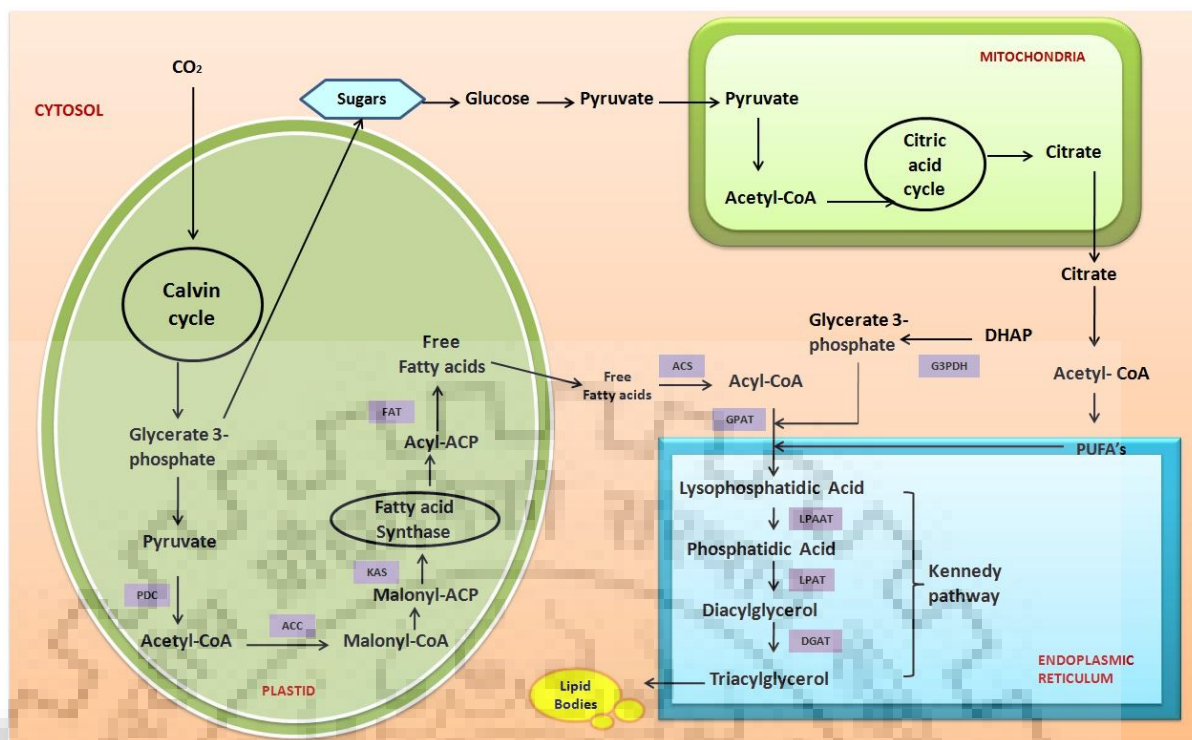 CO₂
CYTOSOL
Sugars
Glucose
Pyruvate
MITOCHONDRIA
Pyruvate
Citric
acid
cycle
Citrate
Acetyl-CoA
Citrate
Calvin
cycle
Glycerate 3-
phosphate
DHAP
G3PDH
Free
Fatty acids
Free
Fatty acids
ACS
Acyl-CoA
Acetyl- CoA
FAT
GPAT
Glycerate 3-
phosphate
Acyl-ACP
PUFA's
Fatty acid
Synthase
Lysophosphatidic Acid
LPAAT
Pyruvate
Phosphatidic Acid
KAS
LPAT
Kennedy
pathway
PDC
Malonyl-ACP
Diacylglycerol
ACC
Acetyl-CoA
Malonyl-CoA
DGAT
PLASTID
Lipid
Bodies
Triacylglycerol
ENDOPLASMIC
RETICULUM